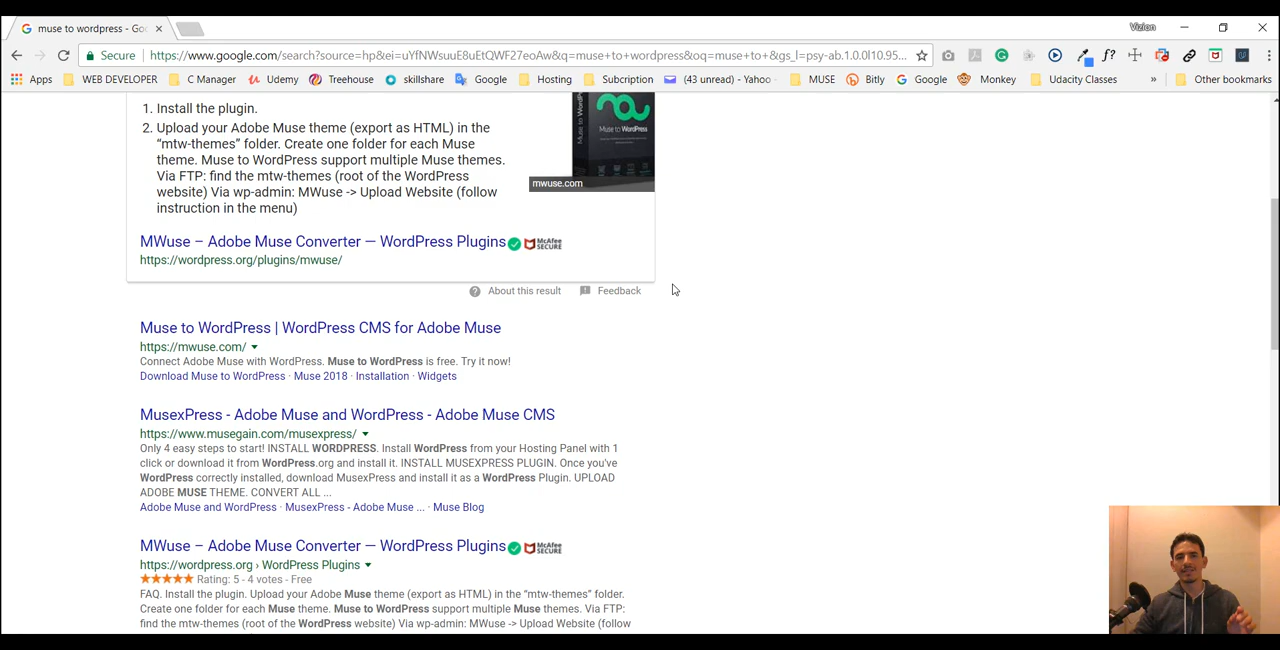 muse to wordpress - Goo
Vizion
Secure
https://www.google.com/search?source=hp&ei=uYfNWsuuE8uEtQWF27eoAw&q=muse+to+wordpress&oq=muse+to+&gs_l=psy-ab.1.0.0l10.95...
Apps WEB DEVELOPER C Manager Udemy Treehouse skillshare Google Hosting Subcription (43 unread) - Yahoo MUSE Bitly Google Monkey Udacity Classes » Other bookmarks
1. Install the plugin.
2. Upload your Adobe Muse theme (export as HTML) in the
“mtw-themes” folder. Create one folder for each Muse
theme. Muse to WordPress support multiple Muse themes.
Via FTP: find the mtw-themes (root of the WordPress
website) Via wp-admin: MWuse -> Upload Website (follow
instruction in the menu)
Muse to WordPress
mwuse.com
MWuse – Adobe Muse Converter — WordPress Plugins McAfee SECURE
https://wordpress.org/plugins/mwuse/
About this result Feedback
Muse to WordPress | WordPress CMS for Adobe Muse
https://mwuse.com/
Connect Adobe Muse with WordPress. Muse to WordPress is free. Try it now!
Download Muse to WordPress · Muse 2018 · Installation · Widgets
MusexPress - Adobe Muse and WordPress - Adobe Muse CMS
https://www.musegain.com/musexpress/
Only 4 easy steps to start! INSTALL WORDPRESS. Install WordPress from your Hosting Panel with 1
click or download it from WordPress.org and install it. INSTALL MUSEXPRESS PLUGIN. Once you've
WordPress correctly installed, download MusexPress and install it as a WordPress Plugin. UPLOAD
ADOBE MUSE THEME. CONVERT ALL ...
Adobe Muse and WordPress · MusexPress - Adobe Muse ... · Muse Blog
MWuse – Adobe Muse Converter — WordPress Plugins McAfee SECURE
https://wordpress.org › WordPress Plugins
Rating: 5 - 4 votes - Free
FAQ. Install the plugin. Upload your Adobe Muse theme (export as HTML) in the “mtw-themes” folder.
Create one folder for each Muse theme. Muse to WordPress support multiple Muse themes. Via FTP:
find the mtw-themes (root of the WordPress website) Via wp-admin: MWuse -> Upload Website (follow